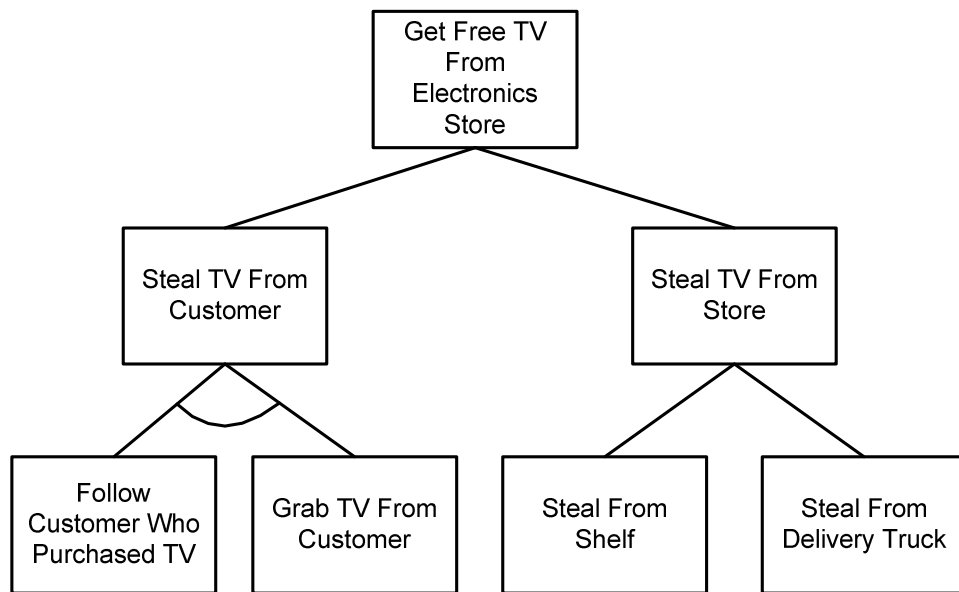 Get Free TV
From
Electronics
Store
Steal TV From
Customer
Steal TV From
Store
Follow
Customer Who
Purchased TV
Grab TV From
Customer
Steal From
Shelf
Steal From
Delivery Truck